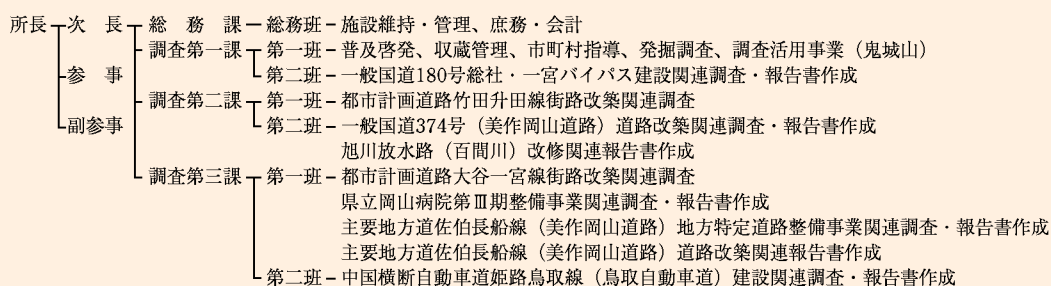 所長 次長 総務課 総務班－施設維持・管理、庶務・会計
調査第一課 第一班－普及啓発、収蔵管理、市町村指導、発掘調査、調査活用事業（鬼城山）
参事 第二班－一般国道180号総社・一宮バイパス建設関連調査・報告書作成
調査第二課 第一班－都市計画道路竹田升田線街路改築関連調査
副参事 第二班－一般国道374号（美作岡山道路）道路改築関連調査・報告書作成
旭川放水路（百間川）改修関連報告書作成
調査第三課 第一班－都市計画道路大谷一宮線街路改築関連調査
県立岡山病院第Ⅲ期整備事業関連調査・報告書作成
主要地方道佐伯長船線（美作岡山道路）地方特定道路整備事業関連調査・報告書作成
主要地方道佐伯長船線（美作岡山道路）道路改築関連報告書作成
第二班－中国横断自動車道姫路鳥取線（鳥取自動車道）建設関連調査・報告書作成